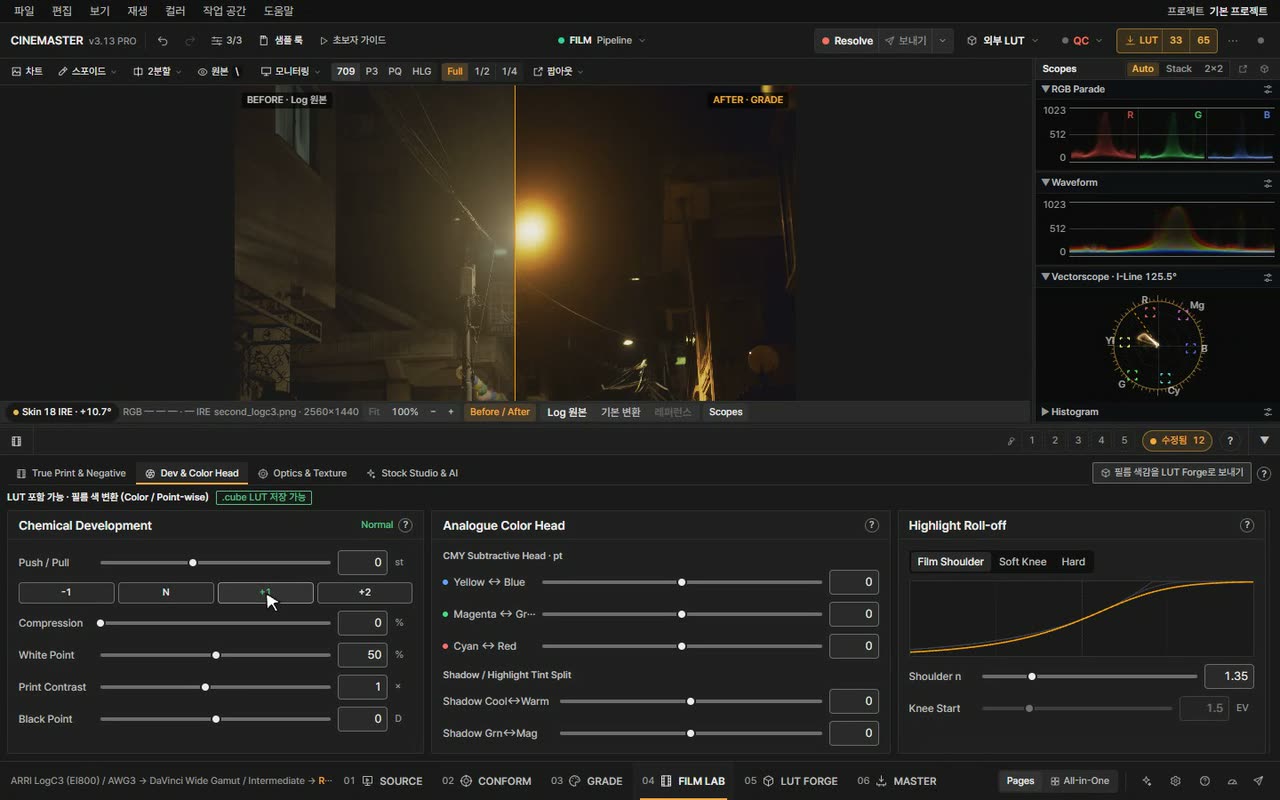 파일 편집 보기 재생 컬러 작업 공간 도움말 프로젝트 기본 프로젝트
CINEMASTER v3.13 PRO 3/3 샘플 룩 초보자 가이드 FILM Pipeline Resolve 보내기 외부 LUT QC LUT 33 65
차트 스포이드 2분할 원본 \ 모니터링 709 P3 PQ HLG Full 1/2 1/4 팝아웃
Scopes Auto Stack 2×2
BEFORE · Log 원본
AFTER · GRADE
RGB Parade
1023
512
0
R G B
Waveform
1023
512
0
Vectorscope · I-Line 125.5°
R Mg B Cy G Yl
Histogram
Skin 18 IRE · +10.7° RGB — — — · — IRE second_logc3.png · 2560×1440 Fit 100% − + Before / After Log 원본 기본 변환 레퍼런스 Scopes
1 2 3 4 5 수정됨 12 ?
True Print & Negative Dev & Color Head Optics & Texture Stock Studio & AI 필름 색감을 LUT Forge로 보내기 ?
LUT 포함 가능 · 필름 색 변환 (Color / Point-wise) .cube LUT 저장 가능
Chemical Development Normal ?
Push / Pull 0 st
-1 N +1 +2
Compression 0 %
White Point 50 %
Print Contrast 1 ×
Black Point 0 D
Analogue Color Head ?
CMY Subtractive Head · pt
Yellow ↔ Blue 0
Magenta ↔ Gr··· 0
Cyan ↔ Red 0
Shadow / Highlight Tint Split
Shadow Cool↔Warm 0
Shadow Grn↔Mag 0
Highlight Roll-off ?
Film Shoulder Soft Knee Hard
Shoulder n 1.35
Knee Start 1.5 EV
ARRI LogC3 (EI800) / AWG3 → DaVinci Wide Gamut / Intermediate → R··· 01 SOURCE 02 CONFORM 03 GRADE 04 FILM LAB 05 LUT FORGE 06 MASTER Pages All-in-One